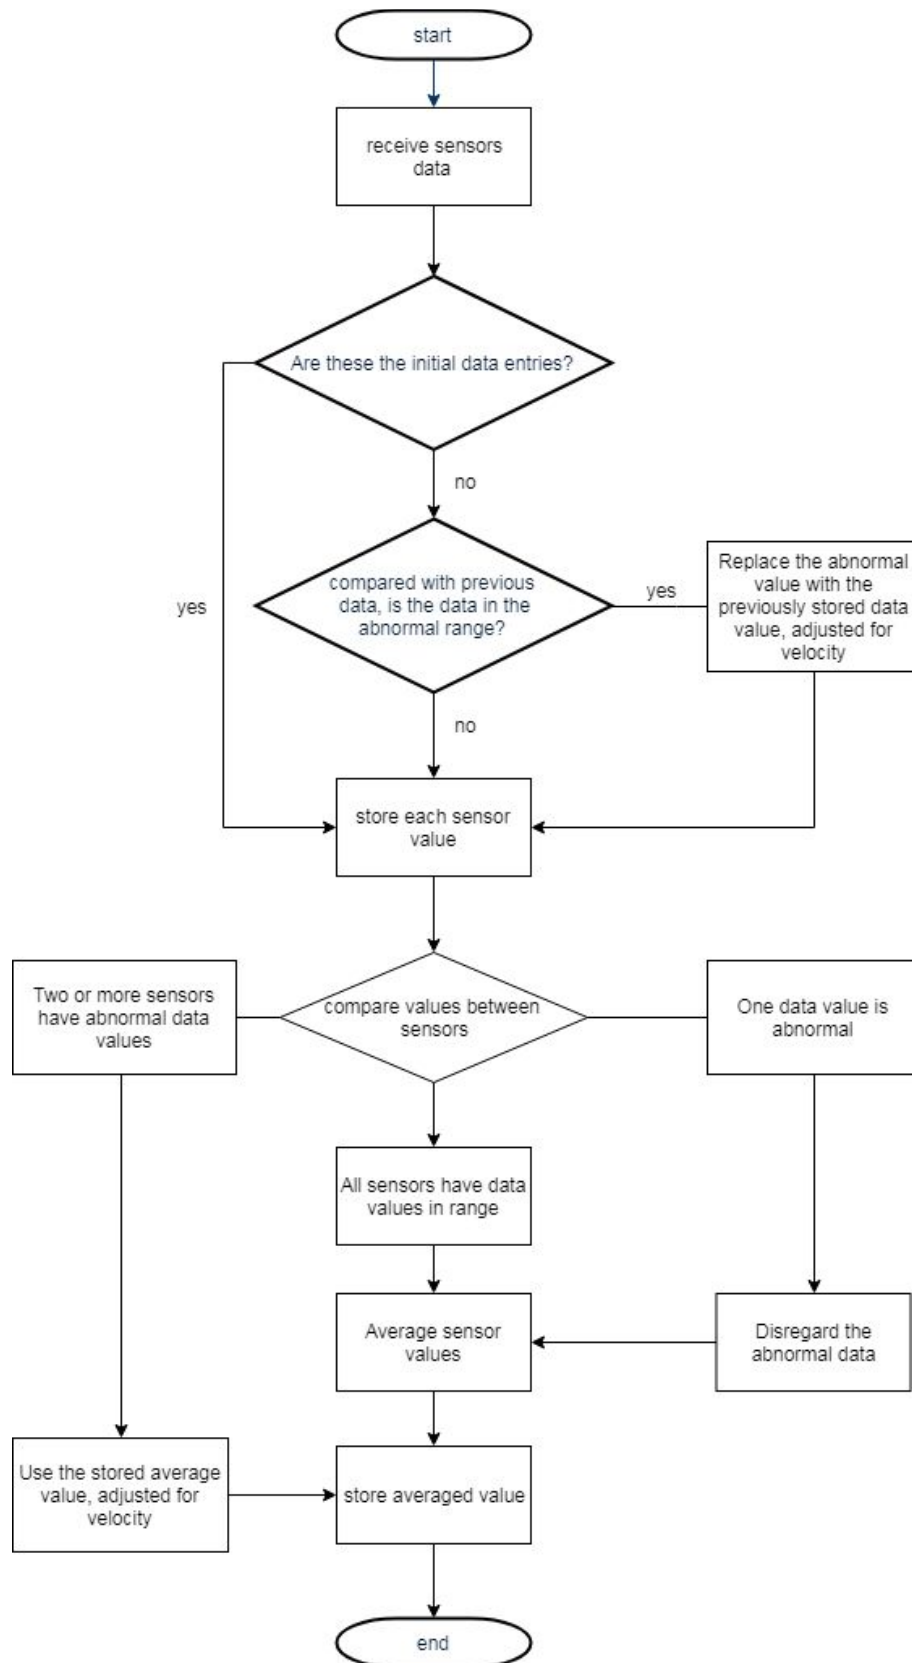 start
receive sensors
data
Are these the initial data entries?
no
compared with previous
data, is the data in the
abnormal range?
yes
Replace the abnormal
value with the
previously stored data
value, adjusted for
velocity
yes
no
store each sensor
value
Two or more sensors
have abnormal data
values
compare values between
sensors
One data value is
abnormal
All sensors have data
values in range
Average sensor
values
Disregard the
abnormal data
Use the stored average
value, adjusted for
velocity
store averaged value
end